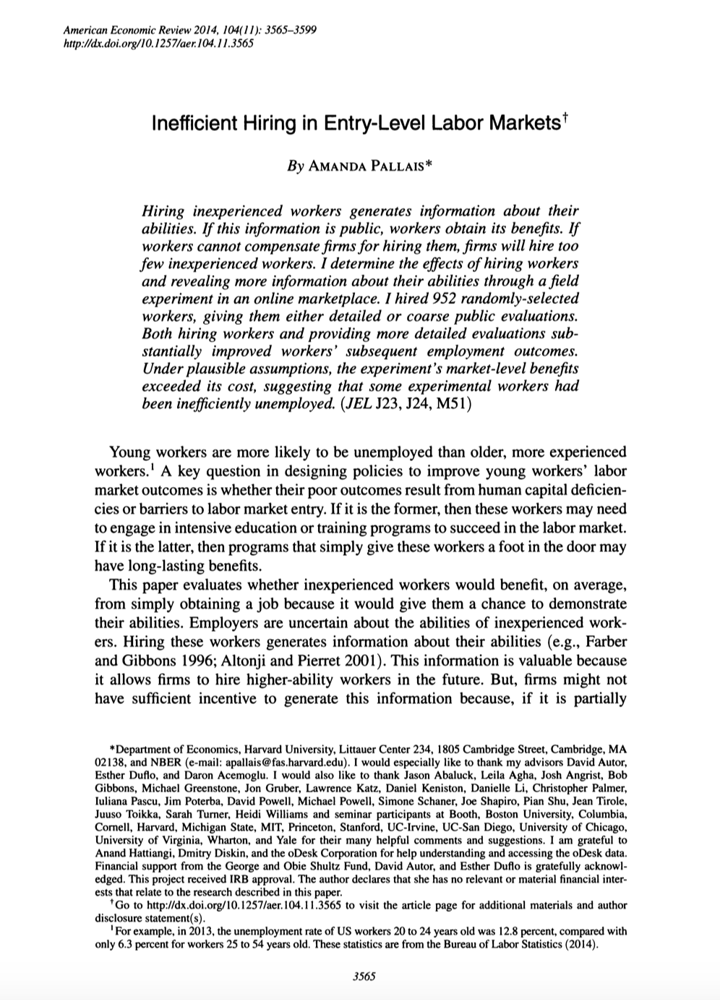 American Economic Review 2014, 104(11): 3565–3599
http://dx.doi.org/10.1257/aer.104.11.3565
Inefficient Hiring in Entry-Level Labor Markets†
By Amanda Pallais*
Hiring inexperienced workers generates information about their
abilities. If this information is public, workers obtain its benefits. If
workers cannot compensate firms for hiring them, firms will hire too
few inexperienced workers. I determine the effects of hiring workers
and revealing more information about their abilities through a field
experiment in an online marketplace. I hired 952 randomly-selected
workers, giving them either detailed or coarse public evaluations.
Both hiring workers and providing more detailed evaluations sub-
stantially improved workers’ subsequent employment outcomes.
Under plausible assumptions, the experiment’s market-level benefits
exceeded its cost, suggesting that some experimental workers had
been inefficiently unemployed. (JEL J23, J24, M51)
Young workers are more likely to be unemployed than older, more experienced
workers.1 A key question in designing policies to improve young workers’ labor
market outcomes is whether their poor outcomes result from human capital deficien-
cies or barriers to labor market entry. If it is the former, then these workers may need
to engage in intensive education or training programs to succeed in the labor market.
If it is the latter, then programs that simply give these workers a foot in the door may
have long-lasting benefits.
This paper evaluates whether inexperienced workers would benefit, on average,
from simply obtaining a job because it would give them a chance to demonstrate
their abilities. Employers are uncertain about the abilities of inexperienced work-
ers. Hiring these workers generates information about their abilities (e.g., Farber
and Gibbons 1996; Altonji and Pierret 2001). This information is valuable because
it allows firms to hire higher-ability workers in the future. But, firms might not
have sufficient incentive to generate this information because, if it is partially
*Department of Economics, Harvard University, Littauer Center 234, 1805 Cambridge Street, Cambridge, MA
02138, and NBER (e-mail: apallais@fas.harvard.edu). I would especially like to thank my advisors David Autor,
Esther Duflo, and Daron Acemoglu. I would also like to thank Jason Abaluck, Leila Agha, Josh Angrist, Bob
Gibbons, Michael Greenstone, Jon Gruber, Lawrence Katz, Daniel Keniston, Danielle Li, Christopher Palmer,
Iuliana Pascu, Jim Poterba, David Powell, Michael Powell, Simone Schaner, Joe Shapiro, Pian Shu, Jean Tirole,
Juuso Toikka, Sarah Turner, Heidi Williams and seminar participants at Booth, Boston University, Columbia,
Cornell, Harvard, Michigan State, MIT, Princeton, Stanford, UC-Irvine, UC-San Diego, University of Chicago,
University of Virginia, Wharton, and Yale for their many helpful comments and suggestions. I am grateful to
Anand Hattiangi, Dmitry Diskin, and the oDesk Corporation for help understanding and accessing the oDesk data.
Financial support from the George and Obie Shultz Fund, David Autor, and Esther Duflo is gratefully acknowl-
edged. This project received IRB approval. The author declares that she has no relevant or material financial inter-
ests that relate to the research described in this paper.
†Go to http://dx.doi.org/10.1257/aer.104.11.3565 to visit the article page for additional materials and author
disclosure statement(s).
1For example, in 2013, the unemployment rate of US workers 20 to 24 years old was 12.8 percent, compared with
only 6.3 percent for workers 25 to 54 years old. These statistics are from the Bureau of Labor Statistics (2014).
3565